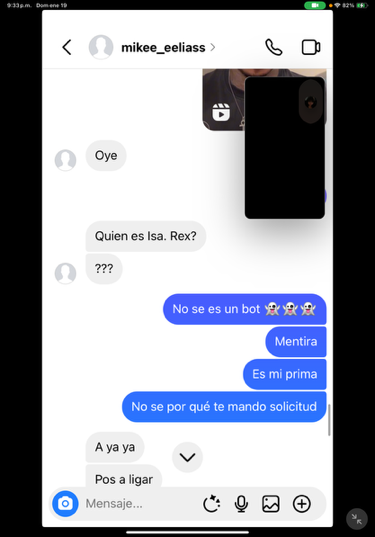 9:33 p.m. Dom ene 19
82%
mikee_eeliass
Oye
Quien es Isa. Rex?
???
No se es un bot 👻👻👻
Mentira
Es mi prima
No se por qué te mando solicitud
A ya ya
Pos a ligar
Mensaje...